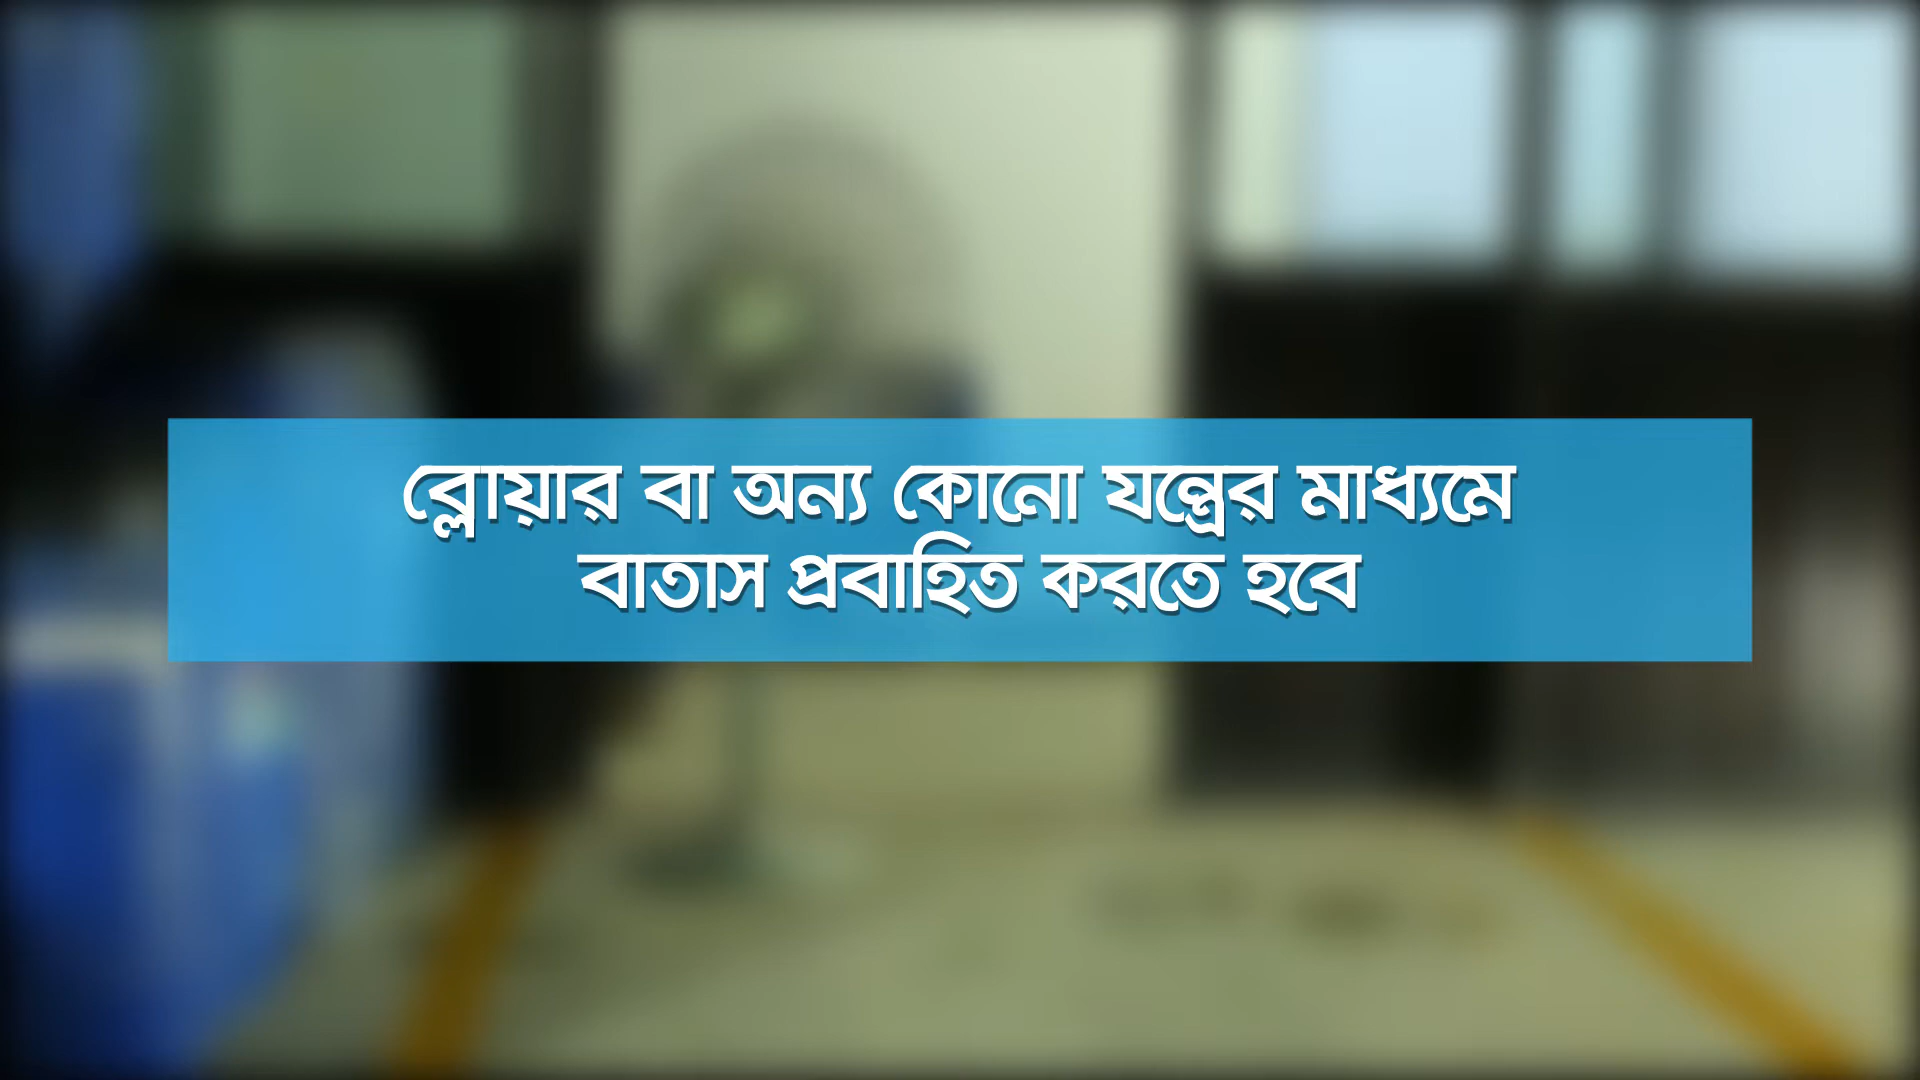 ব্লোয়ার বা অন্য কোনো যন্ত্রের মাধ্যমে
বাতাস প্রবাহিত করতে হবে